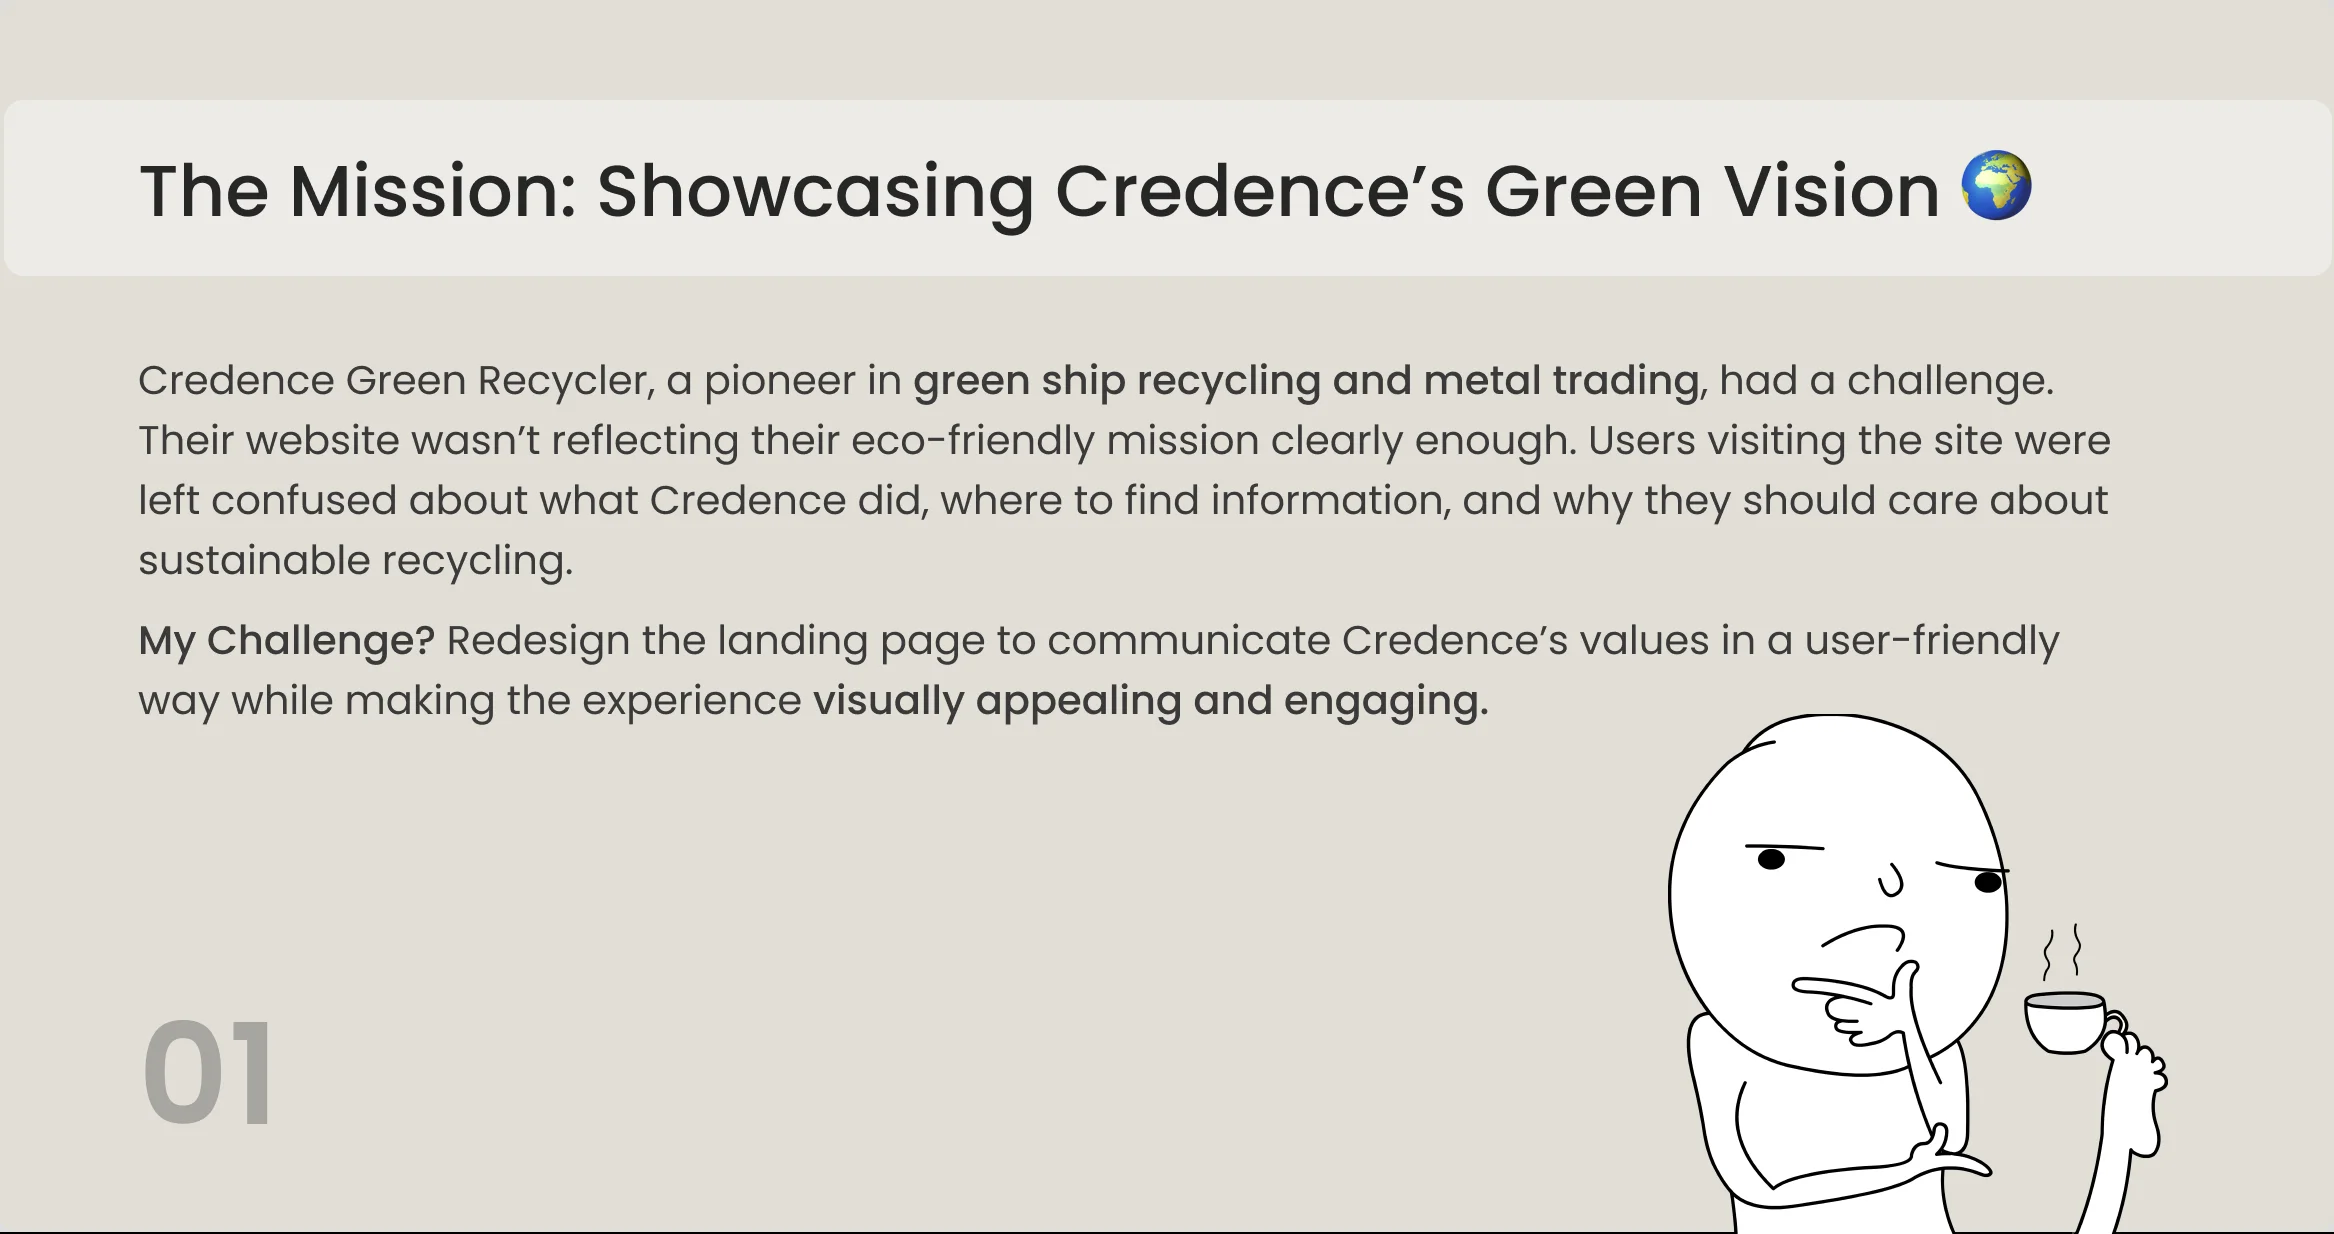 The Mission: Showcasing Credence’s Green Vision 🌍
Credence Green Recycler, a pioneer in green ship recycling and metal trading, had a challenge.
Their website wasn’t reflecting their eco-friendly mission clearly enough. Users visiting the site were
left confused about what Credence did, where to find information, and why they should care about
sustainable recycling.
My Challenge? Redesign the landing page to communicate Credence’s values in a user-friendly
way while making the experience visually appealing and engaging.
01